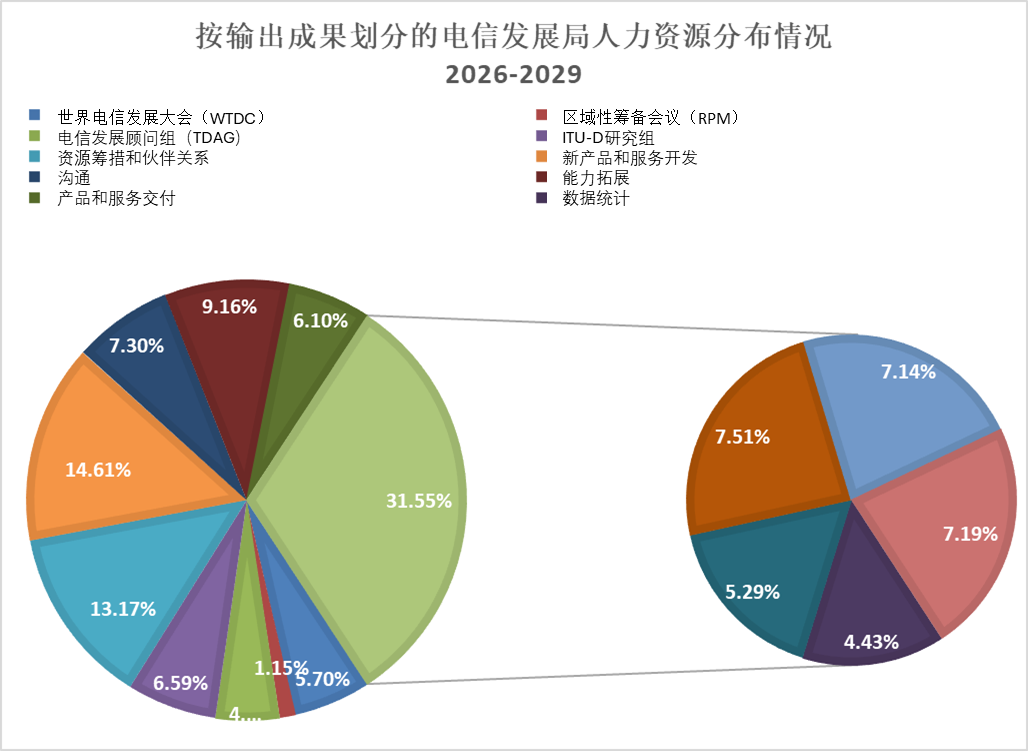 按输出成果划分的电信发展局人力资源分布情况
2026-2029
世界电信发展大会（WTDC）
区域性筹备会议（RPM）
电信发展顾问组（TDAG）
ITU-D研究组
资源筹措和伙伴关系
新产品和服务开发
沟通
能力拓展
产品和服务交付
数据统计
9.16%
6.10%
7.30%
14.61%
31.55%
13.17%
6.59%
4....
1.15%
5.70%
7.14%
7.51%
7.19%
5.29%
4.43%